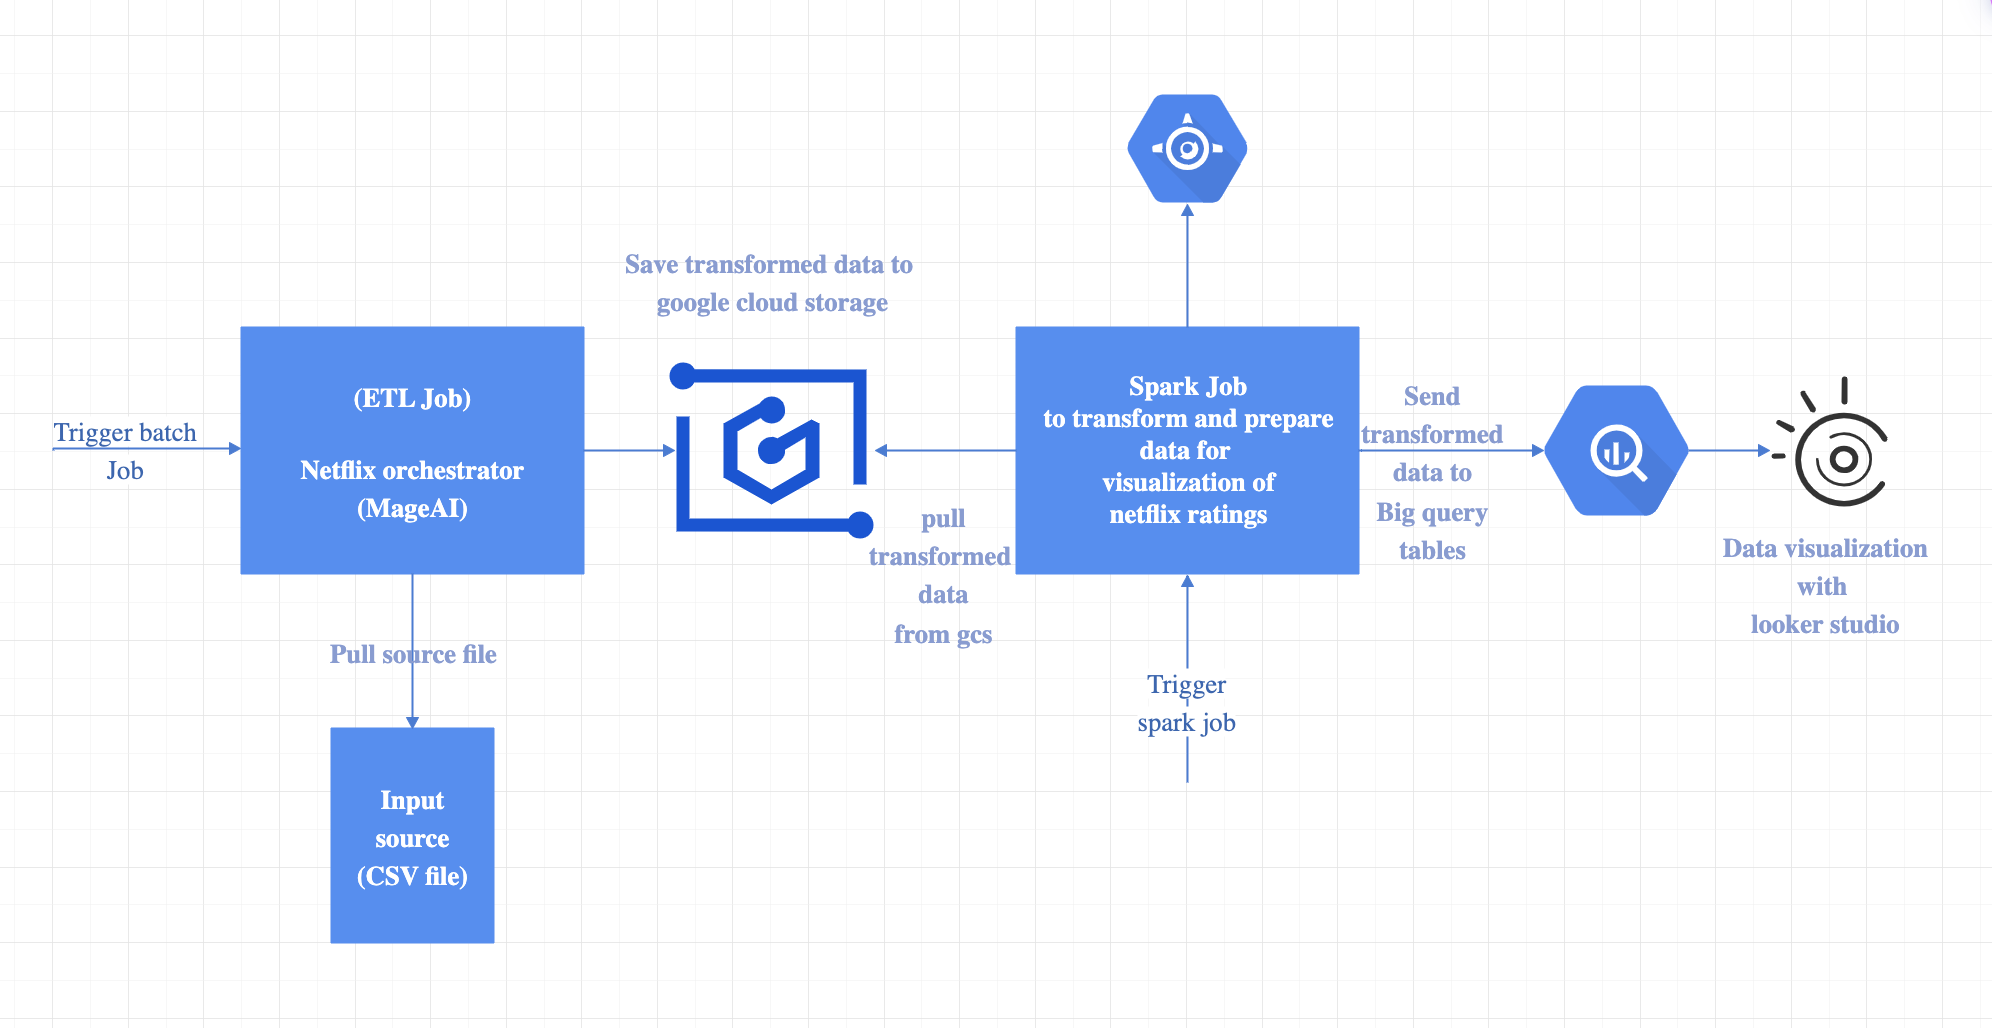 Save transformed data to
google cloud storage
Trigger batch
Job
(ETL Job)
Netflix orchestrator
(MageAI)
Pull source file
Input
source
(CSV file)
pull
transformed
data
from gcs
Spark Job
to transform and prepare
data for
visualization of
netflix ratings
Trigger
spark job
Send
transformed
data to
Big query
tables
Data visualization
with
looker studio